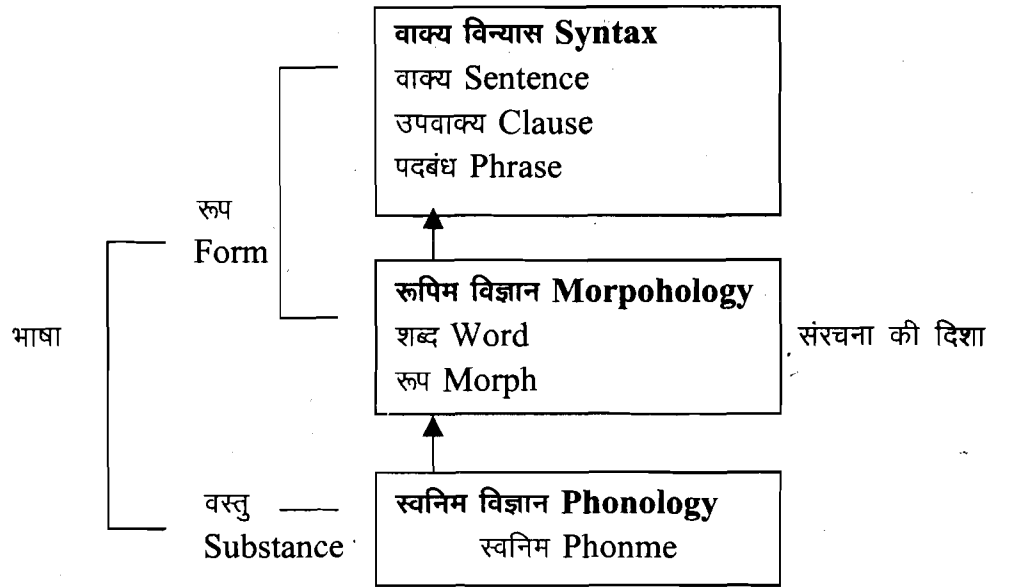 वाक्य विन्यास Syntax
वाक्य Sentence
उपवाक्य Clause
पदबंध Phrase
रूप
Form
रूपिम विज्ञान Morpohology
शब्द Word
रूप Morph
भाषा
संरचना की दिशा
वस्तु
Substance
स्वनिम विज्ञान Phonology
स्वनिम Phonme